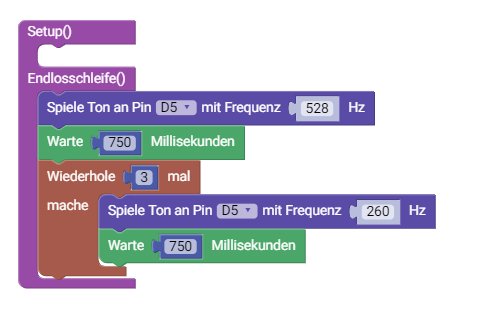 Setup()
Endlosschleife()
Spiele Ton an Pin D5 mit Frequenz 528 Hz
Warte 750 Millisekunden
Wiederhole 3 mal
mache Spiele Ton an Pin D5 mit Frequenz 260 Hz
Warte 750 Millisekunden